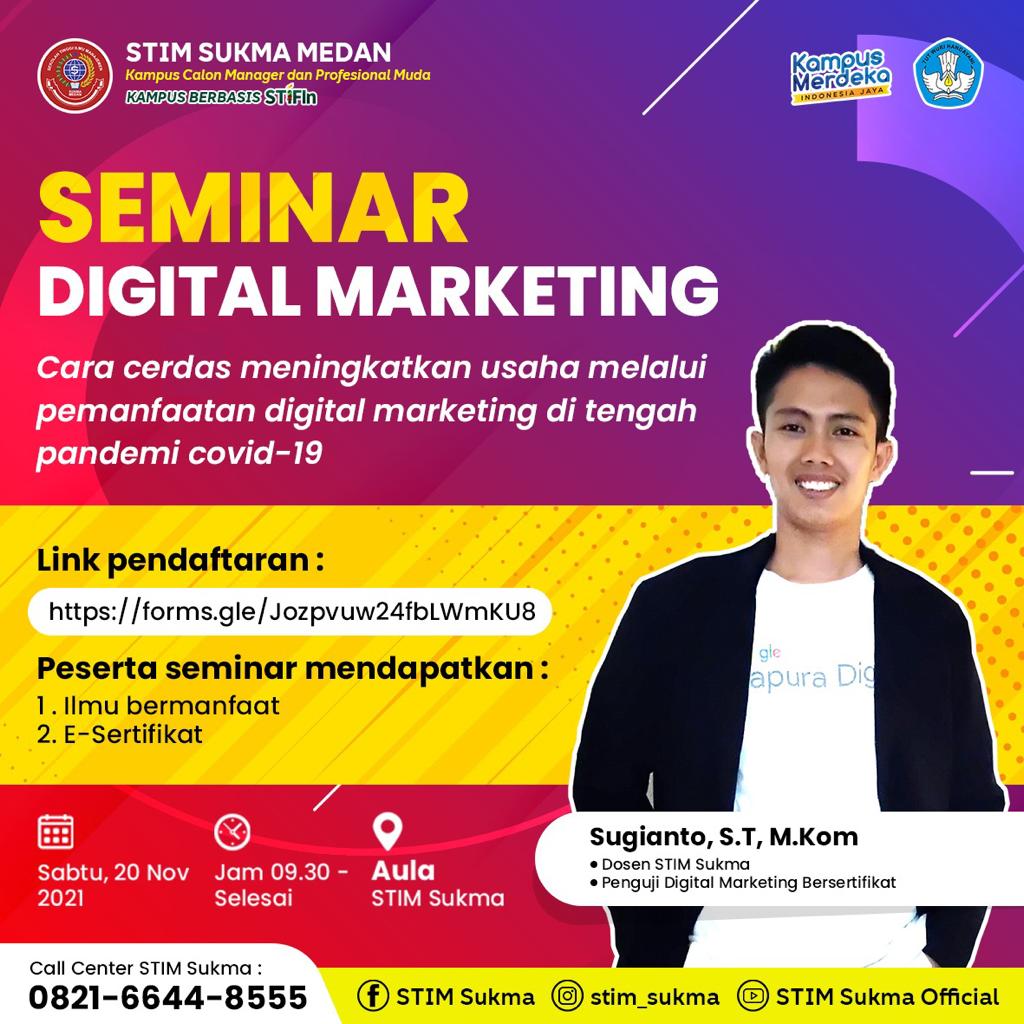 STIM SUKMA MEDAN
Kampus Calon Manager dan Profesional Muda
KAMPUS BERBASIS STIFIn
Kampus
Merdeka
INDONESIA JAYA
TUT WURI HANDAYANI
SEMINAR
DIGITAL MARKETING
Cara cerdas meningkatkan usaha melalui
pemanfaatan digital marketing di tengah
pandemi covid-19
Link pendaftaran :
https://forms.gle/Jozpvuw24fbLWmKU8
Peserta seminar mendapatkan :
1 . Ilmu bermanfaat
2. E-Sertifikat
gle
apura Dig
Sabtu, 20 Nov
2021
Jam 09.30 -
Selesai
Aula
STIM Sukma
Sugianto, S.T, M.Kom
• Dosen STIM Sukma
• Penguji Digital Marketing Bersertifikat
Call Center STIM Sukma :
0821-6644-8555
STIM Sukma
stim_sukma
STIM Sukma Official